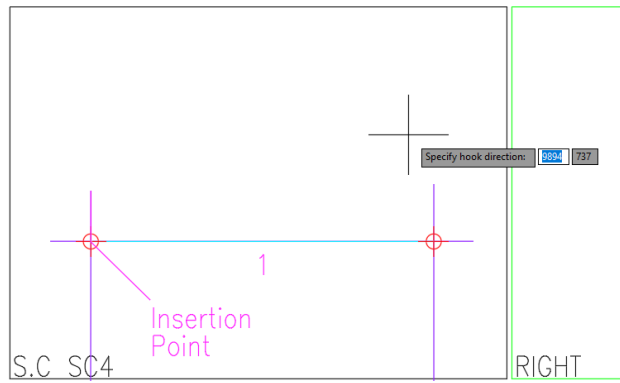 Specify hook direction: 9894 737
1
Insertion
Point
S.C SC4
RIGHT